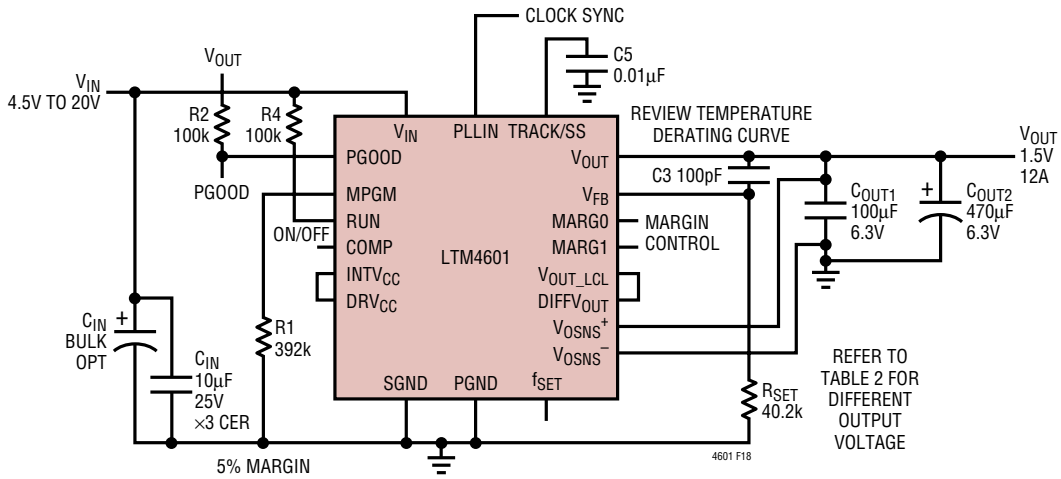 CLOCK SYNC
C5
0.01µF
VOUT
VIN
4.5V TO 20V
R2
100k
R4
100k
PGOOD
VIN
PLLIN
TRACK/SS
REVIEW TEMPERATURE
DERATING CURVE
VOUT
1.5V
12A
PGOOD
MPGM
RUN
COMP
INTVCC
DRVCC
ON/OFF
LTM4601
VOUT
VFB
MARG0
MARG1
VOUT_LCL
DIFFVOUT
VOSNS+
VOSNS–
C3 100pF
MARGIN
CONTROL
COUT1
100µF
6.3V
+
COUT2
470µF
6.3V
CIN
BULK
OPT
+
CIN
10µF
25V
×3 CER
R1
392k
SGND
PGND
fSET
RSET
40.2k
REFER TO
TABLE 2 FOR
DIFFERENT
OUTPUT
VOLTAGE
5% MARGIN
4601 F18